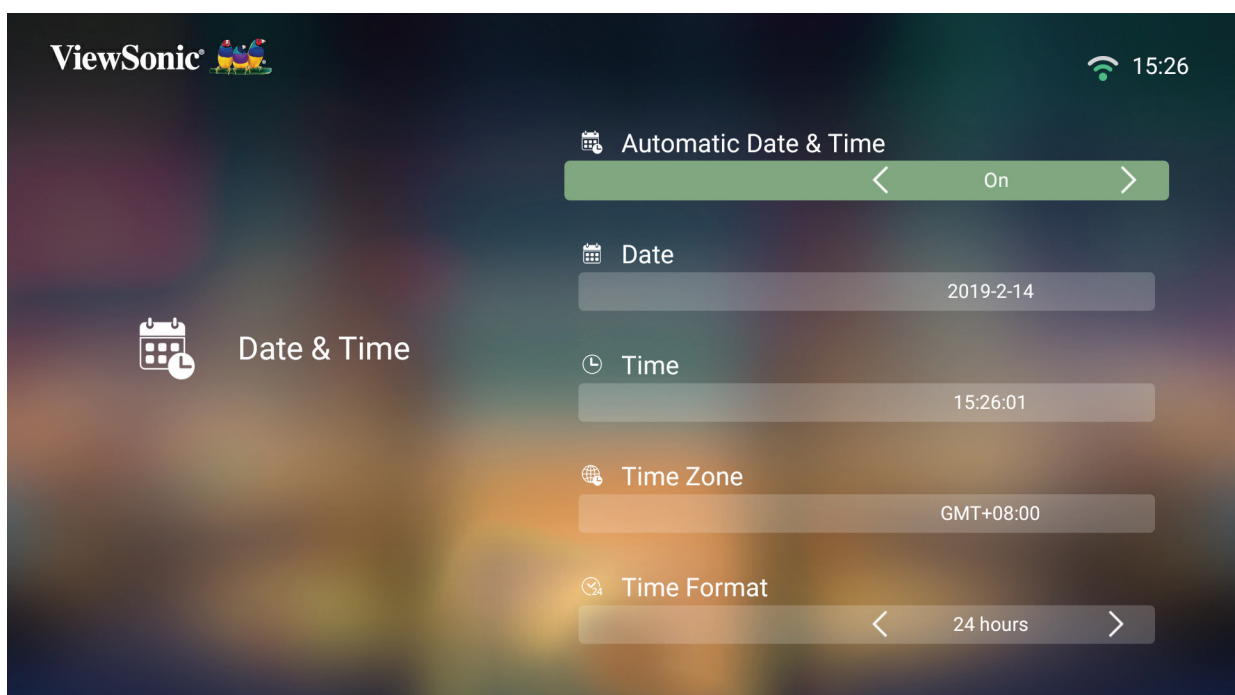 ViewSonic®
15:26
Automatic Date & Time
On
Date
2019-2-14
Date & Time
Time
15:26:01
Time Zone
GMT+08:00
24
Time Format
24 hours